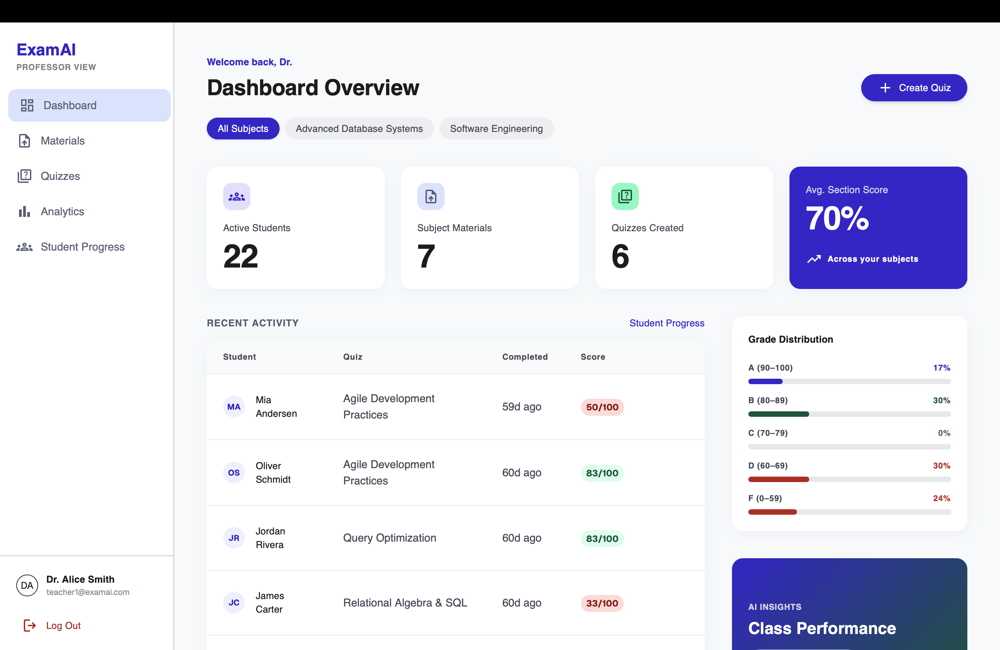 ExamAI
PROFESSOR VIEW
Dashboard
Materials
Quizzes
Analytics
Student Progress
Dr. Alice Smith
DA
teacher1@examai.com
Log Out
Welcome back, Dr.
Dashboard Overview
Create Quiz
All Subjects
Advanced Database Systems
Software Engineering
Active Students
22
Subject Materials
7
Quizzes Created
6
Avg. Section Score
70%
Across your subjects
RECENT ACTIVITY
Student Progress
Student Quiz Completed Score
MA
Mia
Andersen
Agile Development
Practices
59d ago
50/100
OS
Oliver
Schmidt
Agile Development
Practices
60d ago
83/100
JR
Jordan
Rivera
Query Optimization
60d ago
83/100
JC
James
Carter
Relational Algebra & SQL
60d ago
33/100
Grade Distribution
A (90–100) 17%
B (80–89) 30%
C (70–79) 0%
D (60–69) 30%
F (0–59) 24%
AI INSIGHTS
Class Performance